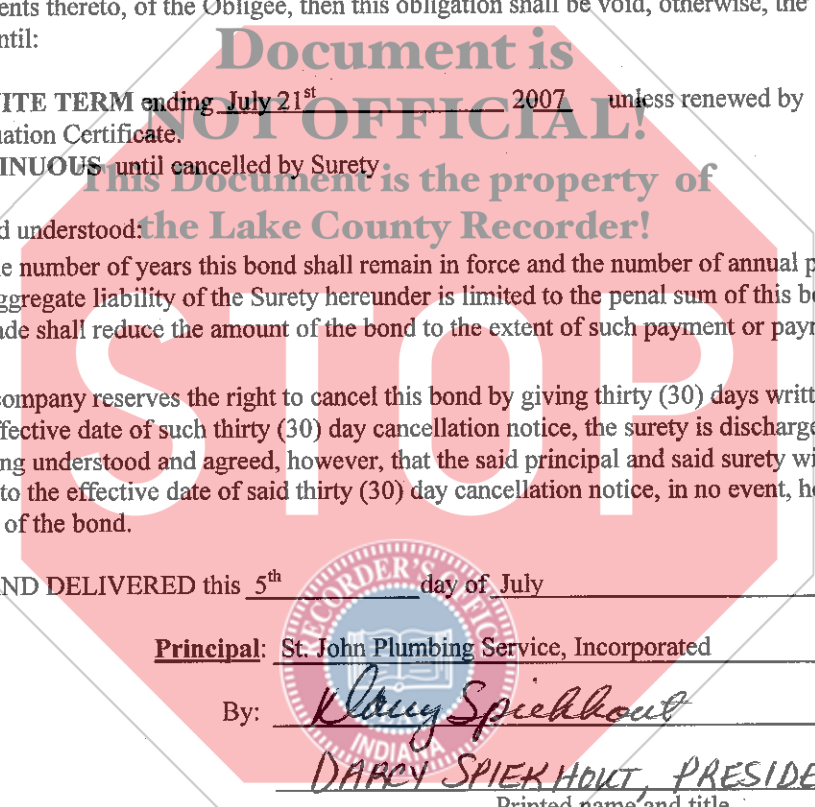 ents thereto, of the Obligee, then this obligation shall be void, otherwise, the
ntil:
Document is
ITE TERM ending July 21st 2007 unless renewed by
NOT OFFICIAL!
uation Certificate.
INUOUS until cancelled by Surety
This Document is the property of
d understood:
the Lake County Recorder!
e number of years this bond shall remain in force and the number of annual p
ggregate liability of the Surety hereunder is limited to the penal sum of this b
ade shall reduce the amount of the bond to the extent of such payment or payr
STOP
company reserves the right to cancel this bond by giving thirty (30) days writt
ffective date of such thirty (30) day cancellation notice, the surety is discharge
ng understood and agreed, however, that the said principal and said surety wi
to the effective date of said thirty (30) day cancellation notice, in no event, h
of the bond.
ND DELIVERED this 5th day of July
RECORDER'S OFFICE
Principal: St. John Plumbing Service, Incorporated
By: Darcy Spiekhout
INDIANA
DARCY SPIEKHOUT, PRESIDE
Printed name and title